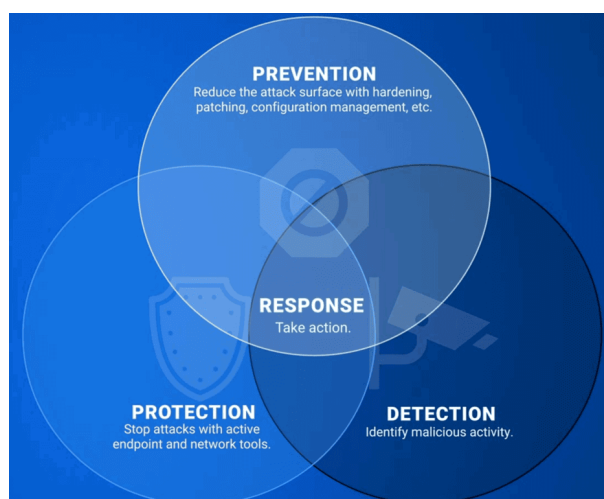 PREVENTION
Reduce the attack surface with hardening,
patching, configuration management, etc.
RESPONSE
Take action.
PROTECTION
Stop attacks with active
endpoint and network tools.
DETECTION
Identify malicious activity.